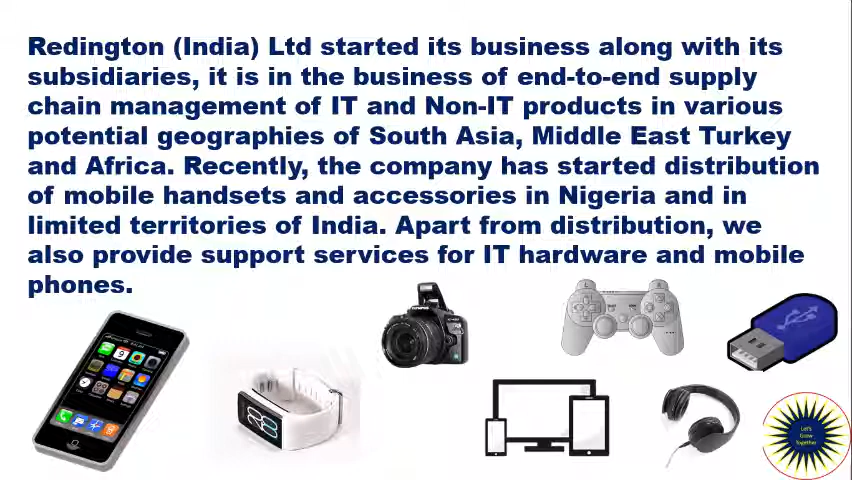 Redington (India) Ltd started its business along with its
subsidiaries, it is in the business of end-to-end supply
chain management of IT and Non-IT products in various
potential geographies of South Asia, Middle East Turkey
and Africa. Recently, the company has started distribution
of mobile handsets and accessories in Nigeria and in
limited territories of India. Apart from distribution, we
also provide support services for IT hardware and mobile
phones.
Let's
Grow
Together